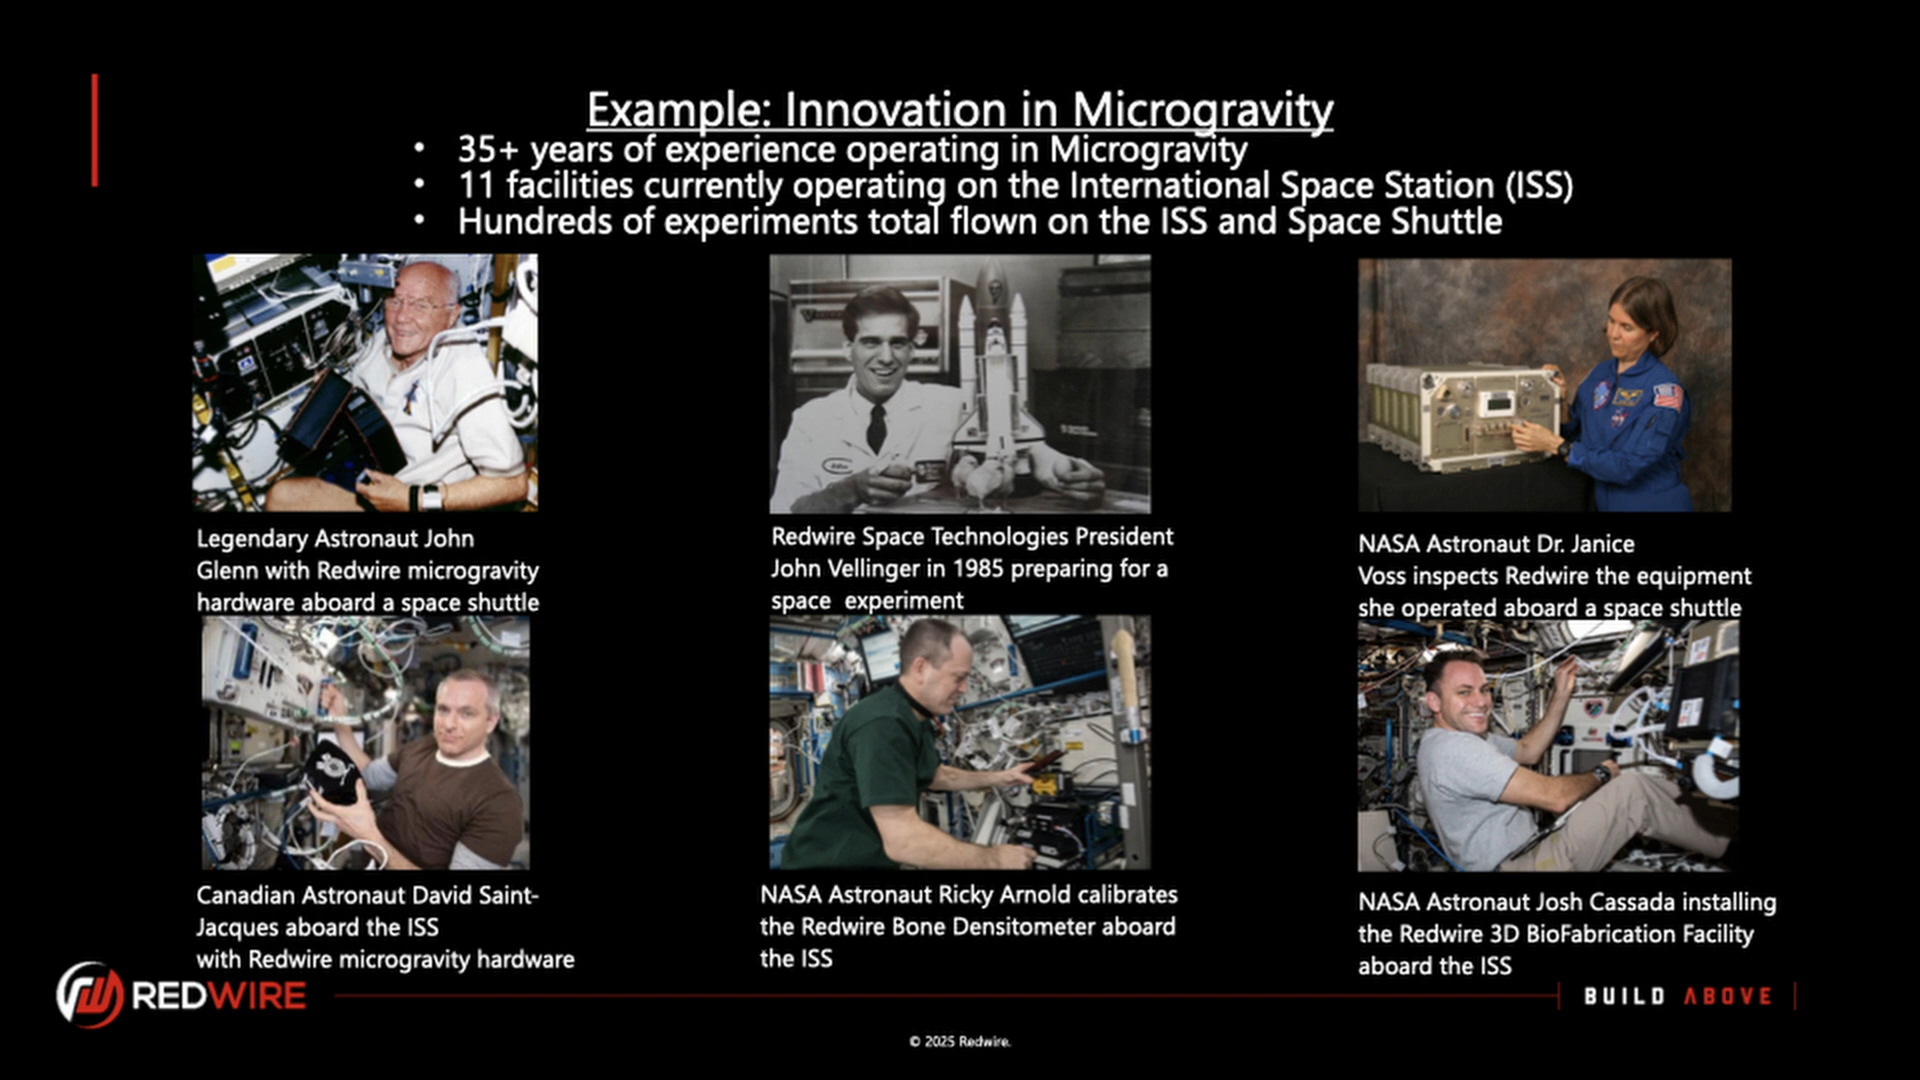 Example: Innovation in Microgravity
• 35+ years of experience operating in Microgravity
• 11 facilities currently operating on the International Space Station (ISS)
• Hundreds of experiments total flown on the ISS and Space Shuttle
Legendary Astronaut John
Glenn with Redwire microgravity
hardware aboard a space shuttle
Redwire Space Technologies President
John Vellinger in 1985 preparing for a
space experiment
NASA Astronaut Dr. Janice
Voss inspects Redwire the equipment
she operated aboard a space shuttle
Canadian Astronaut David Saint-
Jacques aboard the ISS
with Redwire microgravity hardware
NASA Astronaut Ricky Arnold calibrates
the Redwire Bone Densitometer aboard
the ISS
NASA Astronaut Josh Cassada installing
the Redwire 3D BioFabrication Facility
aboard the ISS
REDWIRE
BUILD ABOVE
© 2025 Redwire.